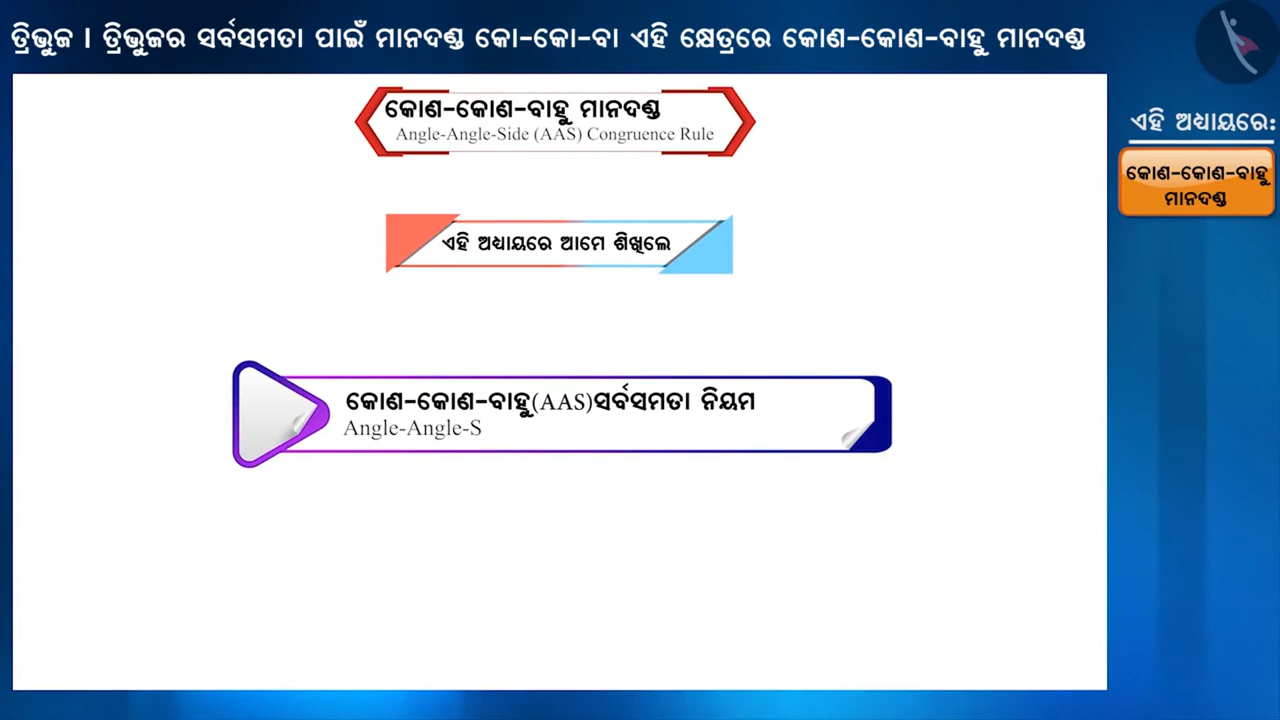 ତ୍ରିଭୁଜ । ତ୍ରିଭୁଜର ସର୍ବସମତା ପାଇଁ ମାନଦଣ୍ଡ କୋ-କୋ-ବା ଏହି କ୍ଷେତ୍ରରେ କୋଣ-କୋଣ-ବାହୁ ମାନଦଣ୍ଡ
କୋଣ-କୋଣ-ବାହୁ ମାନଦଣ୍ଡ
Angle-Angle-Side (AAS) Congruence Rule
ଏହି ଅଧ୍ୟାୟରେ ଆମେ ଶିଖିଲେ
କୋଣ-କୋଣ-ବାହୁ(AAS)ସର୍ବସମତା ନିୟମ
Angle-Angle-S
ଏହି ଅଧ୍ୟାୟରେ:
କୋଣ-କୋଣ-ବାହୁ
ମାନଦଣ୍ଡ